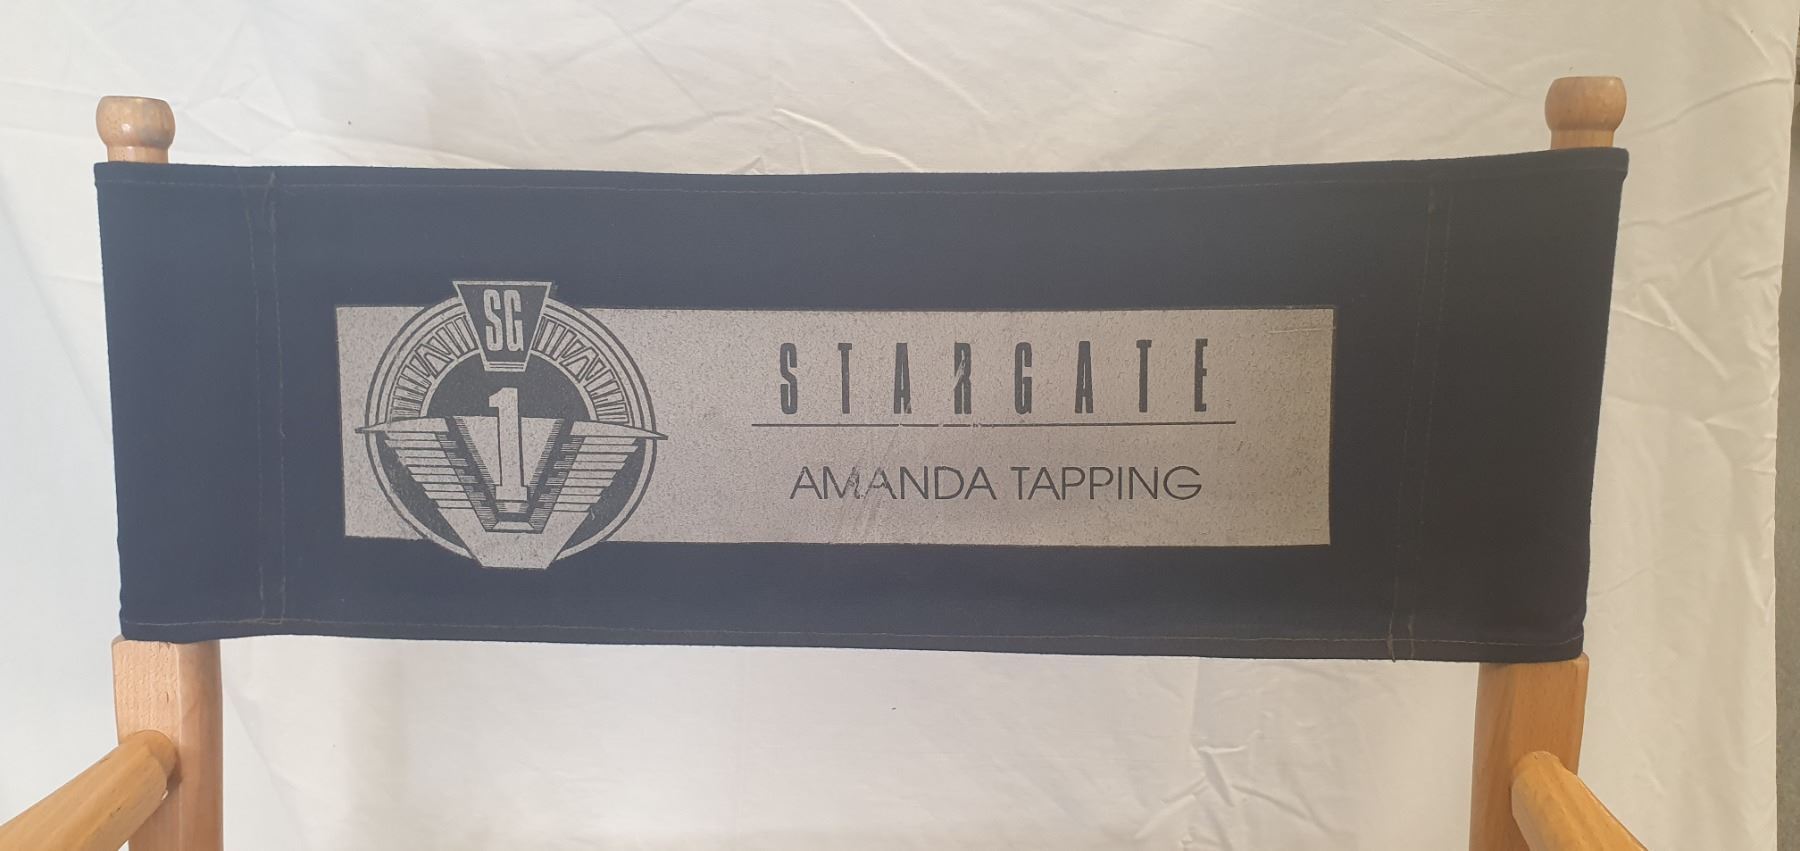 SG
1
STARGATE
AMANDA TAPPING